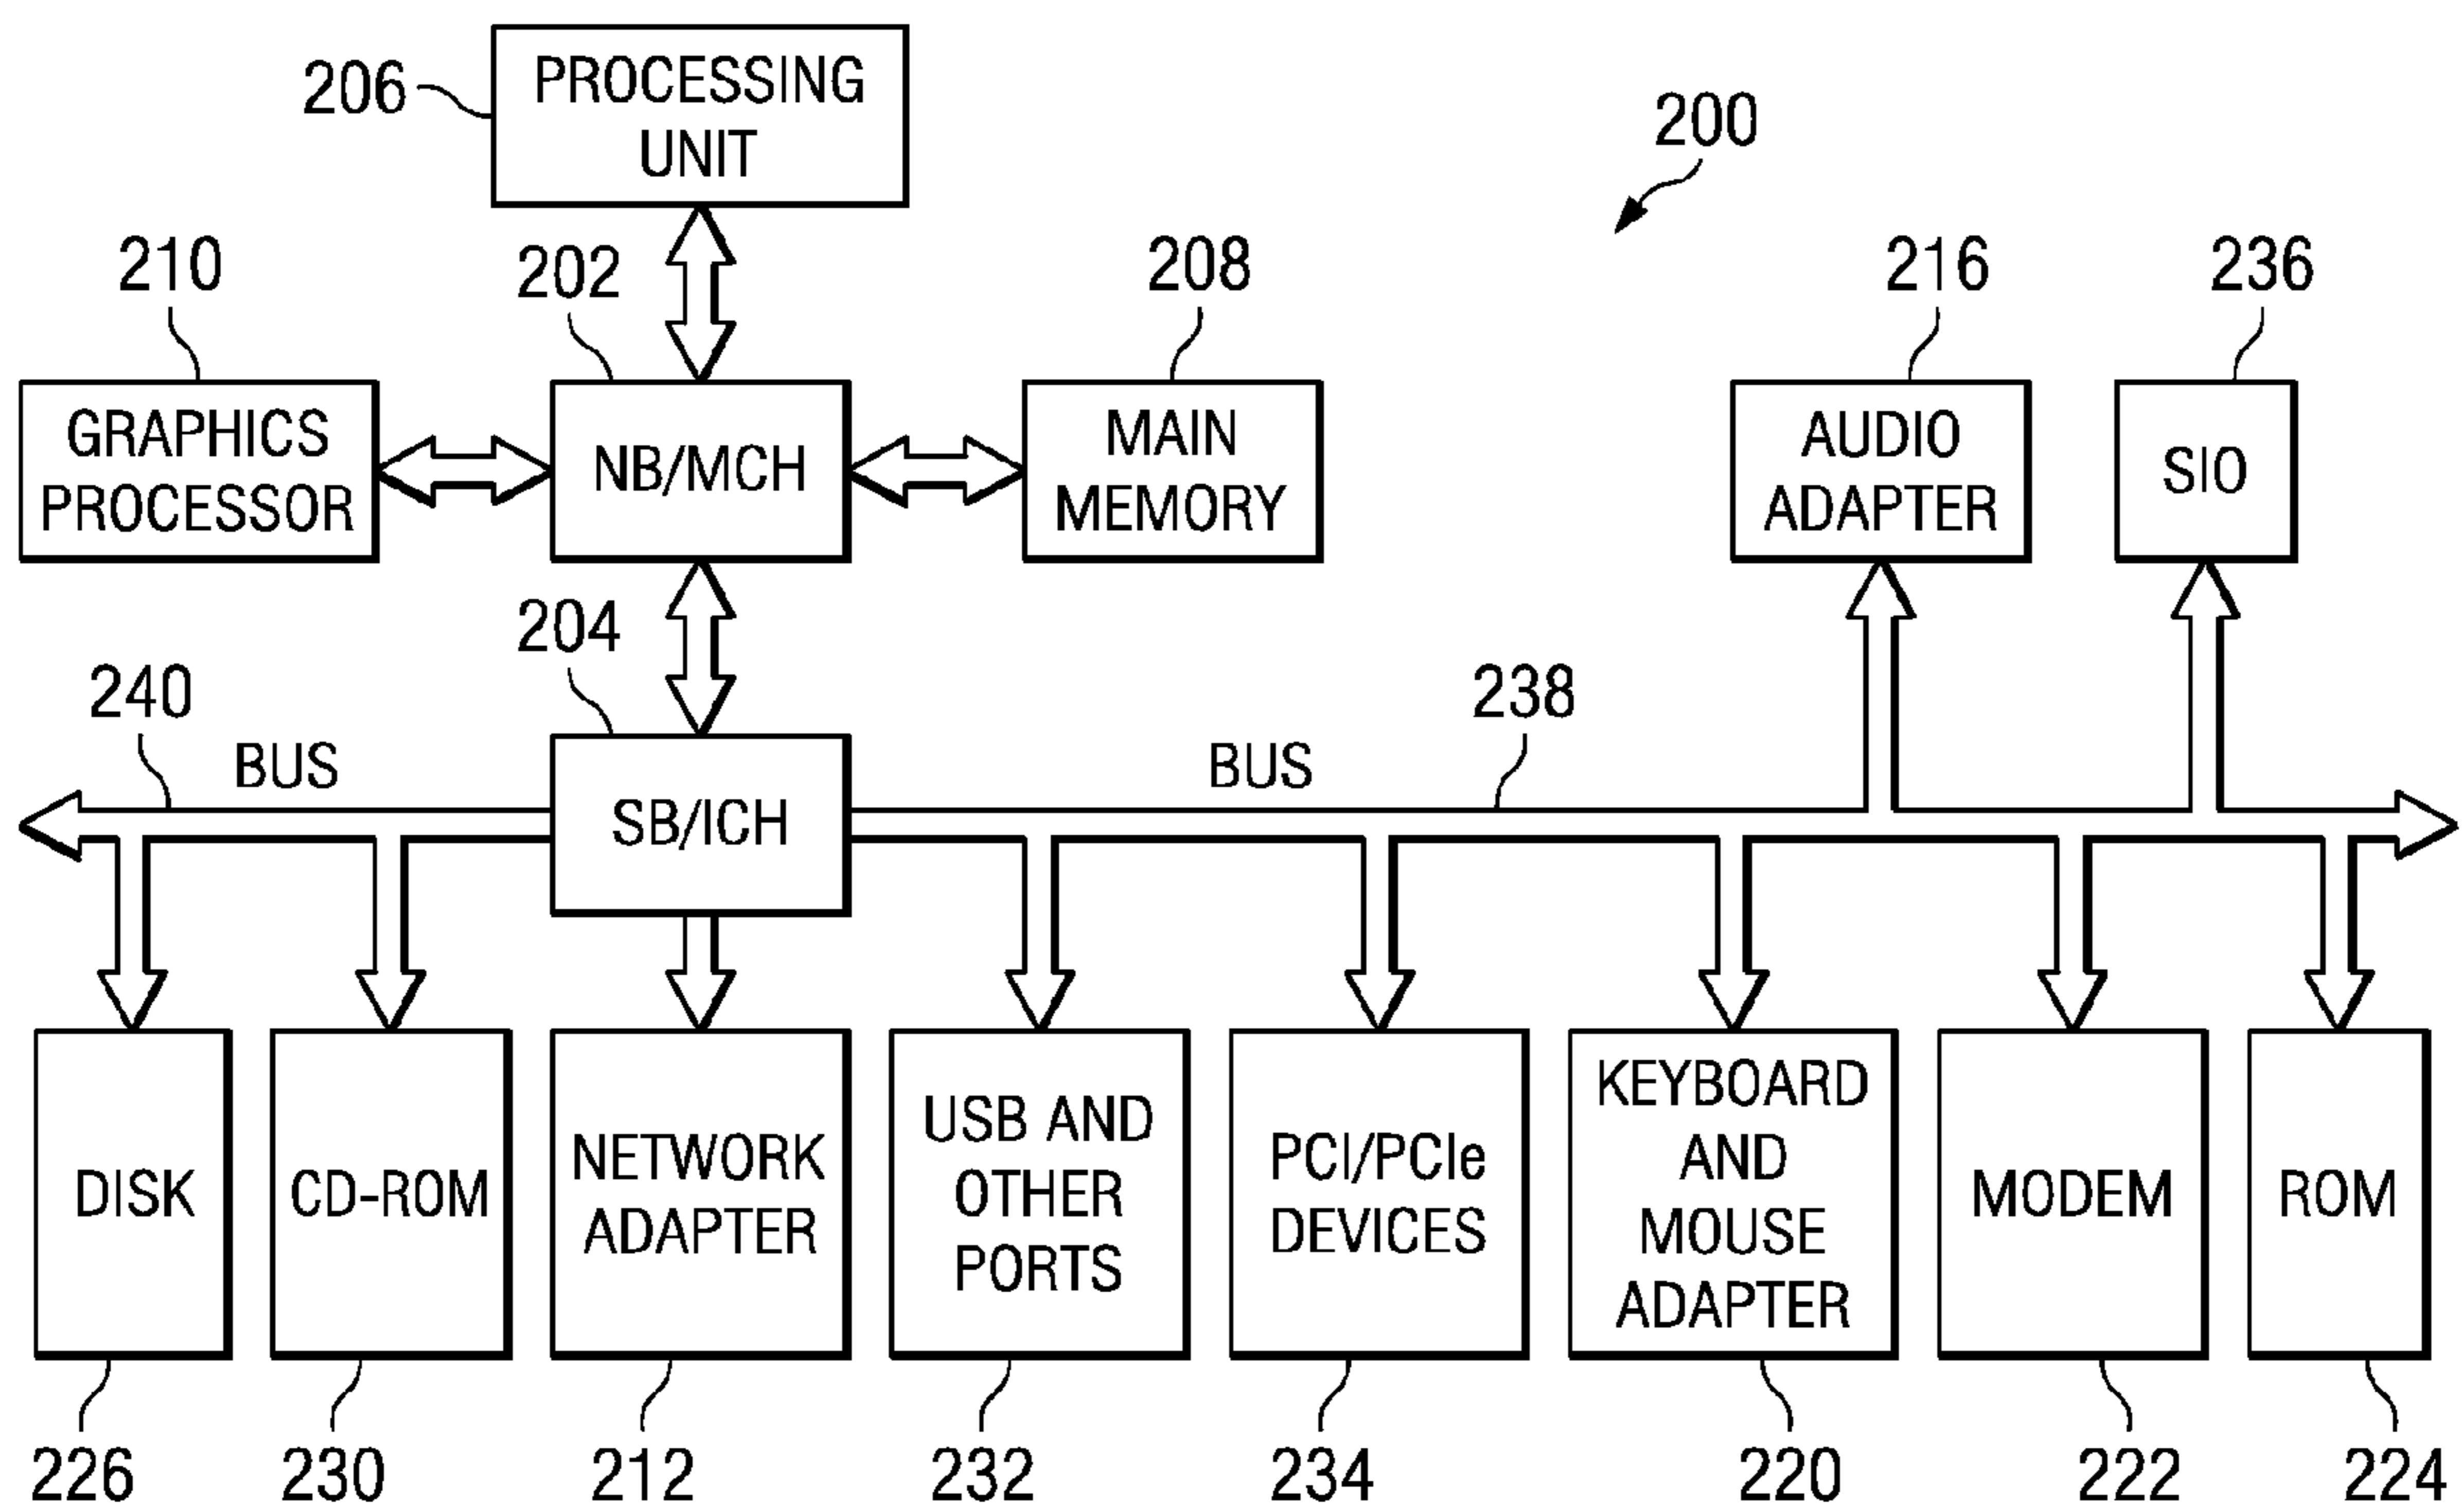 206
PROCESSING
UNIT
200
210
202
208
216
236
GRAPHICS
PROCESSOR
NB/MCH
MAIN
MEMORY
AUDIO
ADAPTER
SIO
204
240
BUS
238
BUS
SB/ICH
DISK
CD-ROM
NETWORK
ADAPTER
USB AND
OTHER
PORTS
PCI/PCIe
DEVICES
KEYBOARD
AND
MOUSE
ADAPTER
MODEM
ROM
226
230
212
232
234
220
222
224